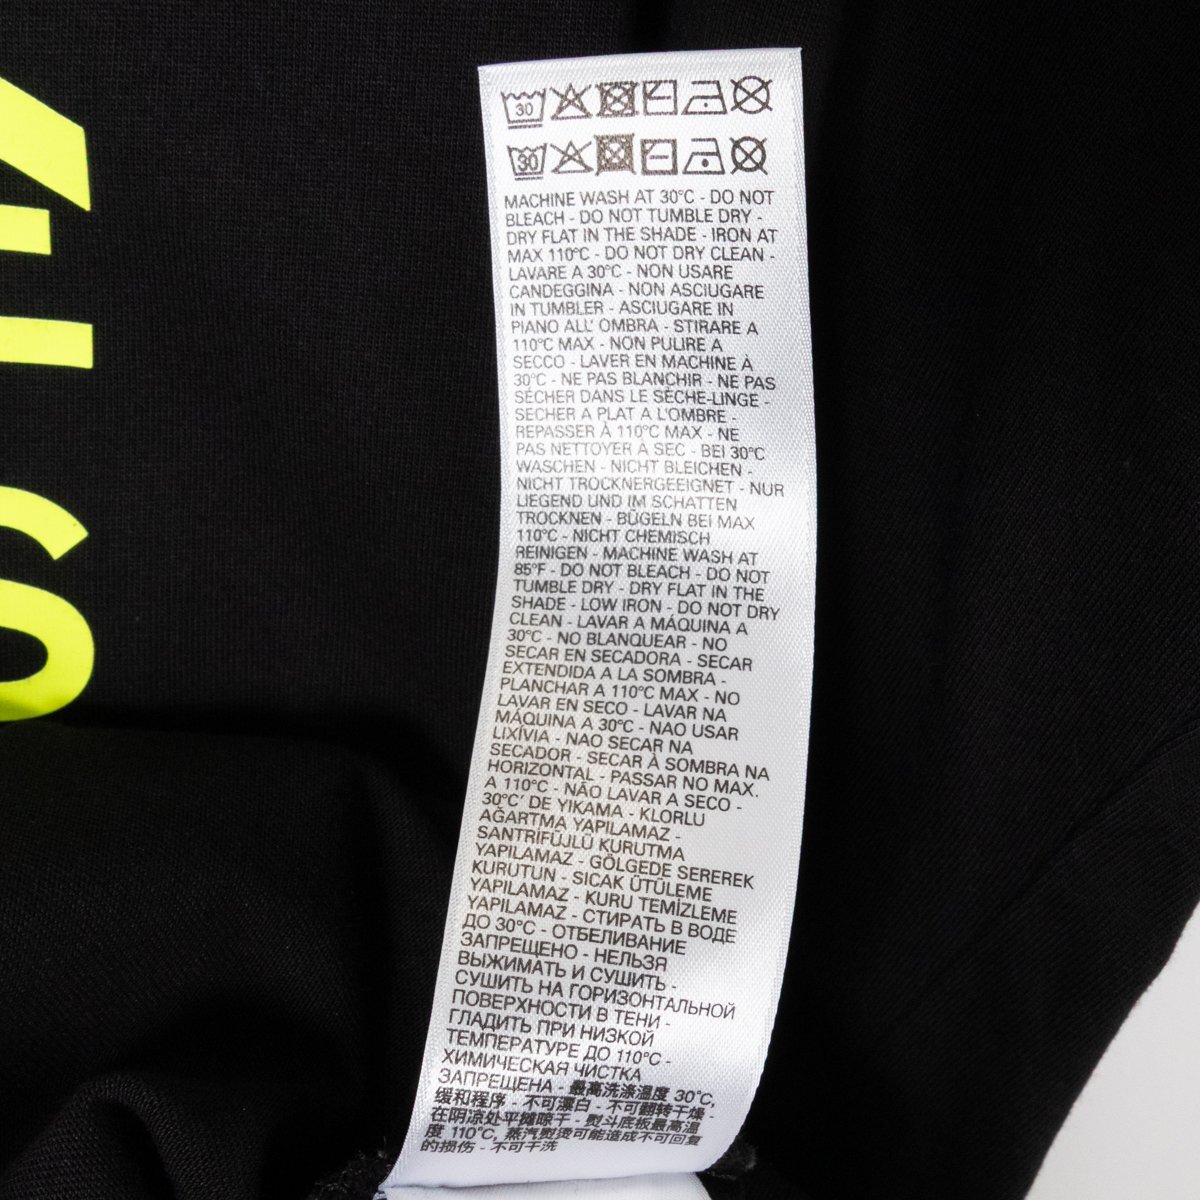 30
30
MACHINE WASH AT 30°C - DO NOT
BLEACH - DO NOT TUMBLE DRY -
DRY FLAT IN THE SHADE - IRON AT
MAX 110°C - DO NOT DRY CLEAN -
LAVARE A 30°C - NON USARE
CANDEGGINA - NON ASCIUGARE
IN TUMBLER - ASCIUGARE IN
PIANO ALL' OMBRA - STIRARE A
110°C MAX - NON PULIRE A
SECCO - LAVER EN MACHINE À
30°C - NE PAS BLANCHIR - NE PAS
SÉCHER DANS LE SÈCHE-LINGE -
SECHER A PLAT A L'OMBRE -
REPASSER À 110°C MAX - NE
PAS NETTOYER A SEC - BEI 30°C
WASCHEN - NICHT BLEICHEN -
NICHT TROCKNERGEEIGNET - NUR
LIEGEND UND IM SCHATTEN
TROCKNEN - BÜGELN BEI MAX
110°C - NICHT CHEMISCH
REINIGEN - MACHINE WASH AT
85°F - DO NOT BLEACH - DO NOT
TUMBLE DRY - DRY FLAT IN THE
SHADE - LOW IRON - DO NOT DRY
CLEAN - LAVAR A MÁQUINA A
30°C - NO BLANQUEAR - NO
SECAR EN SECADORA - SECAR
EXTENDIDA A LA SOMBRA -
PLANCHAR A 110°C MAX - NO
LAVAR EN SECO - LAVAR NA
MÁQUINA A 30°C - NAO USAR
LIXÍVIA - NAO SECAR NA
SECADOR - SECAR À SOMBRA NA
HORIZONTAL - PASSAR NO MAX.
A 110°C - NÃO LAVAR A SECO -
30°C' DE YIKAMA - KLORLU
AĞARTMA YAPILAMAZ -
SANTRIFÜJLÜ KURUTMA
YAPILAMAZ - GÖLGEDE SEREREK
KURUTUN - SICAK ÜTÜLEME
YAPILAMAZ - KURU TEMİZLEME
YAPILAMAZ - СТИРАТЬ В ВОДЕ
ДО 30°C - ОТБЕЛИВАНИЕ
ЗАПРЕЩЕНО - НЕЛЬЗЯ
ВЫЖИМАТЬ И СУШИТЬ -
СУШИТЬ НА ГОРИЗОНТАЛЬНОЙ
ПОВЕРХНОСТИ В ТЕНИ -
ГЛАДИТЬ ПРИ НИЗКОЙ
ТЕМПЕРАТУРЕ ДО 110°C -
ХИМИЧЕСКАЯ ЧИСТКА
ЗАПРЕЩЕНА - 最高洗涤温度 30°C,
缓和程序 - 不可漂白 - 不可翻转干燥 -
在阴凉处平摊晾干 - 熨斗底板最高温
度 110°C, 蒸汽熨烫可能造成不可回复
的损伤 - 不可干洗